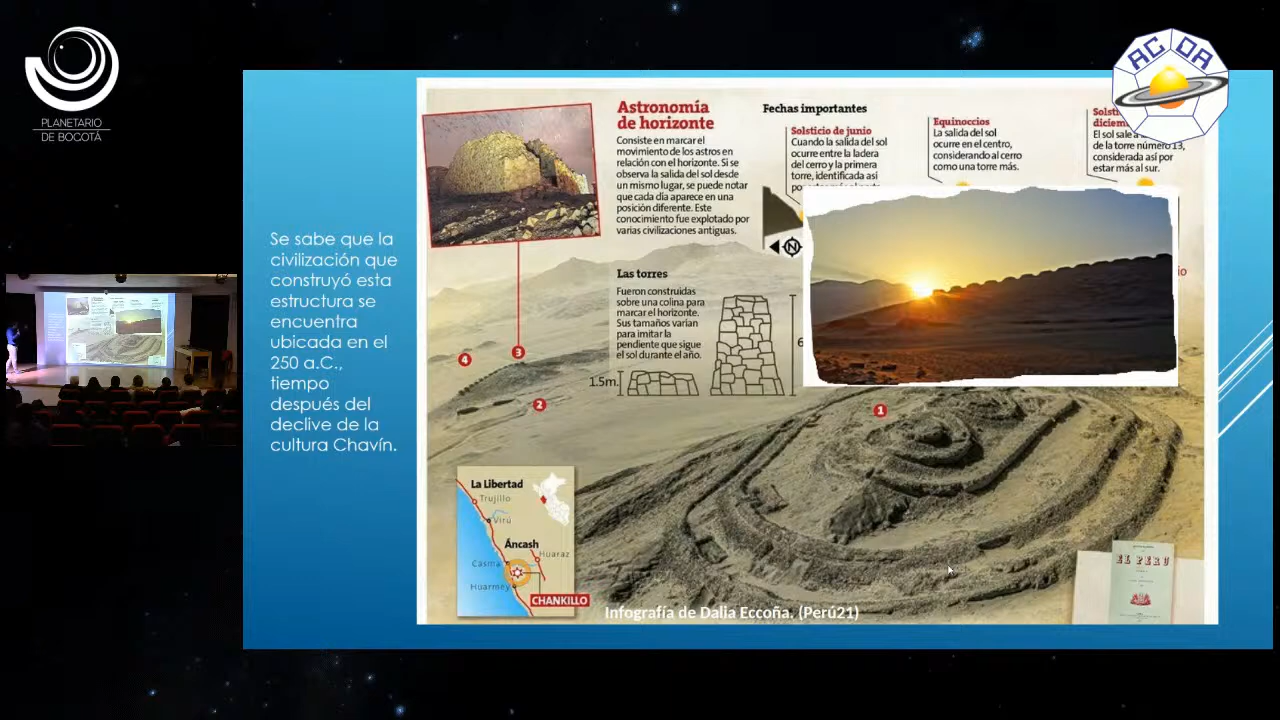 PLANETARIO
DE BOGOTÁ
ACDA
Se sabe que la
civilización que
construyó esta
estructura se
encuentra
ubicada en el
250 a.C.,
tiempo
después del
declive de la
cultura Chavín.
Astronomía
de horizonte
Consiste en marcar el
movimiento de los astros en
relación con el horizonte. Si se
observa la salida del sol desde
un mismo lugar, se puede notar
que cada día aparece en una
posición diferente. Este
conocimiento fue explotado por
varias civilizaciones antiguas.
Fechas importantes
Solsticio de junio
Cuando la salida del sol
ocurre entre la ladera
del cerro y la primera
torre, identificada así
Equinoccios
La salida del sol
ocurre en el centro,
considerando al cerro
como una torre más.
El sol sale a
de la torre número 13,
considerada así por
estar más al sur.
N
Las torres
Fueron construidas
sobre una colina para
marcar el horizonte.
Sus tamaños varían
para imitar la
pendiente que sigue
el sol durante el año.
1.5m.
6
io
4
3
2
1
La Libertad
Trujillo
Virú
Áncash
Huaraz
Casma
Huarmey
CHANKILLO
Infografía de Dalia Eccoña. (Perú21)
EL PERÚ